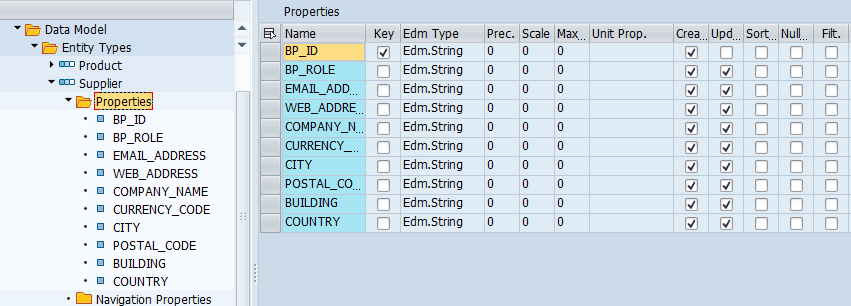 Data Model
Entity Types
Product
Supplier
Properties
BP_ID
BP_ROLE
EMAIL_ADDRESS
WEB_ADDRESS
COMPANY_NAME
CURRENCY_CODE
CITY
POSTAL_CODE
BUILDING
COUNTRY
Navigation Properties
Properties
Name Key Edm Type Prec. Scale Max... Unit Prop. Crea... Upd... Sort... Null... Filt.
BP_ID Edm.String 0 0 0
BP_ROLE Edm.String 0 0 0
EMAIL_ADD... Edm.String 0 0 0
WEB_ADDRE... Edm.String 0 0 0
COMPANY_N... Edm.String 0 0 0
CURRENCY_... Edm.String 0 0 0
CITY Edm.String 0 0 0
POSTAL_CO... Edm.String 0 0 0
BUILDING Edm.String 0 0 0
COUNTRY Edm.String 0 0 0